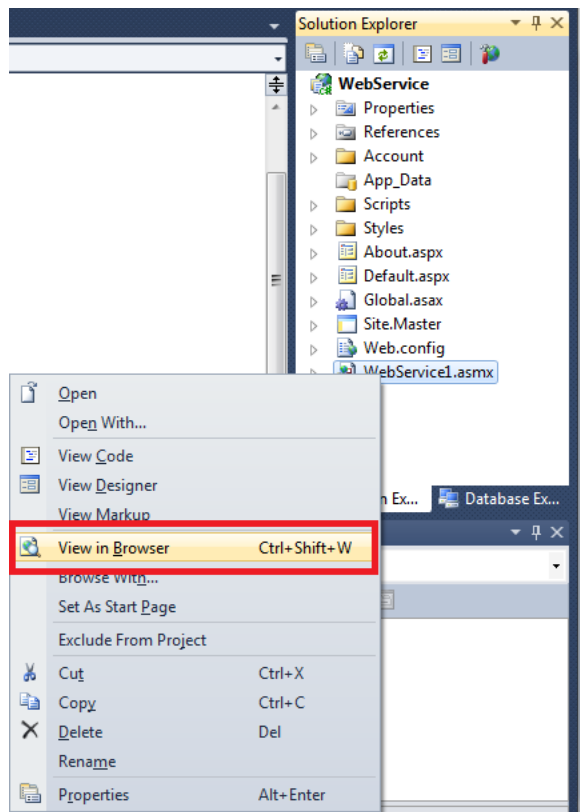 Solution Explorer
WebService
Properties
References
Account
App_Data
Scripts
Styles
About.aspx
Default.aspx
Global.asax
Site.Master
Web.config
WebService1.asmx
Open
Open With...
View Code
View Designer
View Markup
View in Browser Ctrl+Shift+W
Browse With...
Set As Start Page
Exclude From Project
Cut Ctrl+X
Copy Ctrl+C
Delete Del
Rename
Properties Alt+Enter
n Ex... Database Ex...